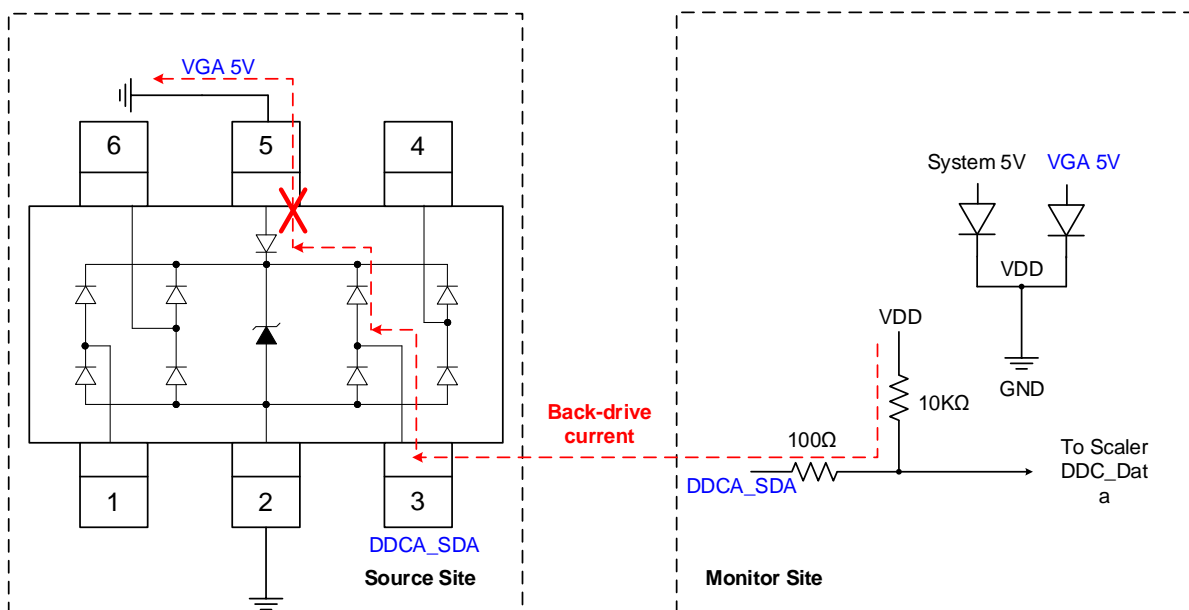 VGA 5V
6
5
4
1
2
3
DDCA_SDA
Source Site
Back-drive
current
System 5V
VGA 5V
VDD
GND
VDD
10KΩ
100Ω
DDCA_SDA
To Scaler
DDC_Dat
a
Monitor Site